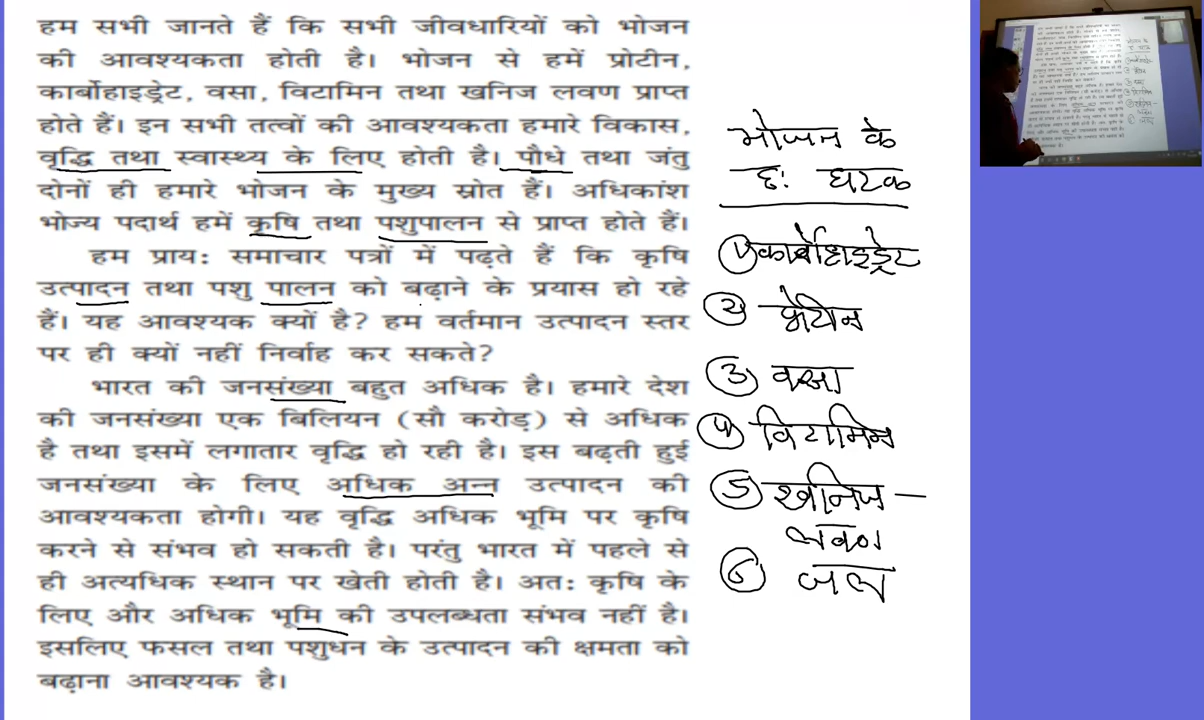 हम सभी जानते हैं कि सभी जीवधारियों को भोजन
की आवश्यकता होती है। भोजन से हमें प्रोटीन,
कार्बोहाइड्रेट, वसा, विटामिन तथा खनिज लवण प्राप्त
होते हैं। इन सभी तत्वों की आवश्यकता हमारे विकास,
वृद्धि तथा स्वास्थ्य के लिए होती है। पौधे तथा जंतु
दोनों ही हमारे भोजन के मुख्य स्रोत हैं। अधिकांश
भोज्य पदार्थ हमें कृषि तथा पशुपालन से प्राप्त होते हैं।
हम प्राय: समाचार पत्रों में पढ़ते हैं कि कृषि
उत्पादन तथा पशु पालन को बढ़ाने के प्रयास हो रहे
हैं। यह आवश्यक क्यों है? हम वर्तमान उत्पादन स्तर
पर ही क्यों नहीं निर्वाह कर सकते?
भारत की जनसंख्या बहुत अधिक है। हमारे देश
की जनसंख्या एक बिलियन (सौ करोड़) से अधिक
है तथा इसमें लगातार वृद्धि हो रही है। इस बढ़ती हुई
जनसंख्या के लिए अधिक अन्न उत्पादन की
आवश्यकता होगी। यह वृद्धि अधिक भूमि पर कृषि
करने से संभव हो सकती है। परंतु भारत में पहले से
ही अत्यधिक स्थान पर खेती होती है। अत: कृषि के
लिए और अधिक भूमि की उपलब्धता संभव नहीं है।
इसलिए फसल तथा पशुधन के उत्पादन की क्षमता को
बढ़ाना आवश्यक है।
भोजन के
छ: घटक
१ कार्बोहाइड्रेट
२ प्रोटीन
३ वसा
४ विटामिन
5 खनिज –
लवण
६ जल